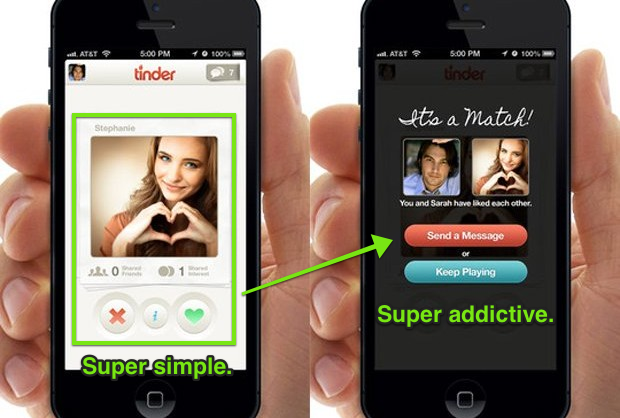 AT&T 5:00 PM 100%
tinder 7
Stephanie
0 Shared Friends 1 Shared Interest
i
Super simple.
AT&T 5:00 PM 100%
tinder 7
It's a Match!
You and Sarah have liked each other.
Send a Message
or
Keep Playing
Super addictive.